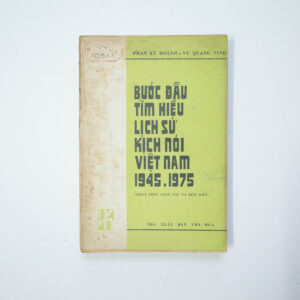 PHAN KẾ HOÀNH - VŨ QUANG VINH
BƯỚC ĐẦU
TÌM HIỂU
LỊCH SỬ
KỊCH NÓI
VIỆT NAM
1945.1975
NHÀ XUẤT BẢN VĂN HÓA